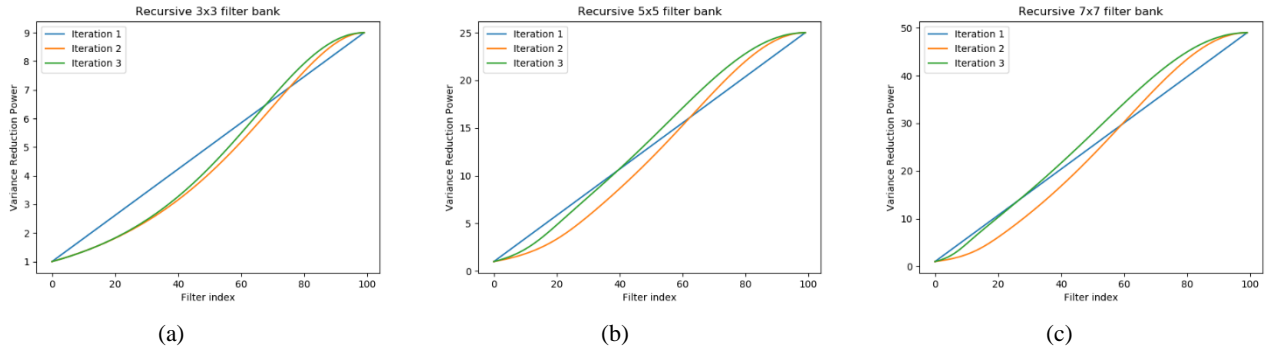 Recursive 3x3 filter bank
Iteration 1
Iteration 2
Iteration 3
Variance Reduction Power
9
8
7
6
5
4
3
2
1
0 20 40 60 80 100
Filter index
(a)
Recursive 5x5 filter bank
Iteration 1
Iteration 2
Iteration 3
Variance Reduction Power
25
20
15
10
5
0
0 20 40 60 80 100
Filter index
(b)
Recursive 7x7 filter bank
Iteration 1
Iteration 2
Iteration 3
Variance Reduction Power
50
40
30
20
10
0
0 20 40 60 80 100
Filter index
(c)